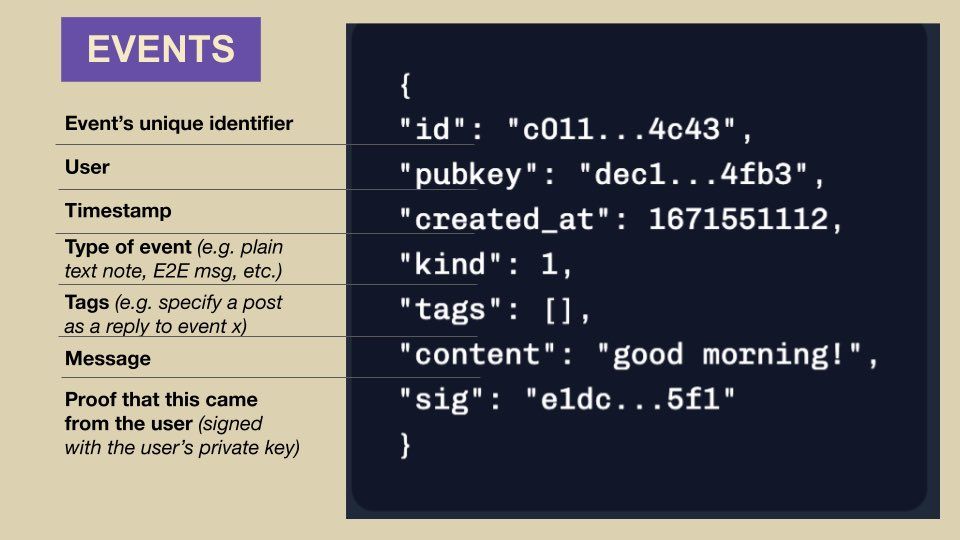 EVENTS
Event's unique identifier
User
Timestamp
Type of event (e.g. plain
text note, E2E msg, etc.)
Tags (e.g. specify a post
as a reply to event x)
Message
Proof that this came
from the user (signed
with the user's private key)
{
"id": "c011...4c43",
"pubkey": "dec1...4fb3",
"created_at": 1671551112,
"kind": 1,
"tags": [],
"content": "good morning!",
"sig": "e1dc...5f1"
}